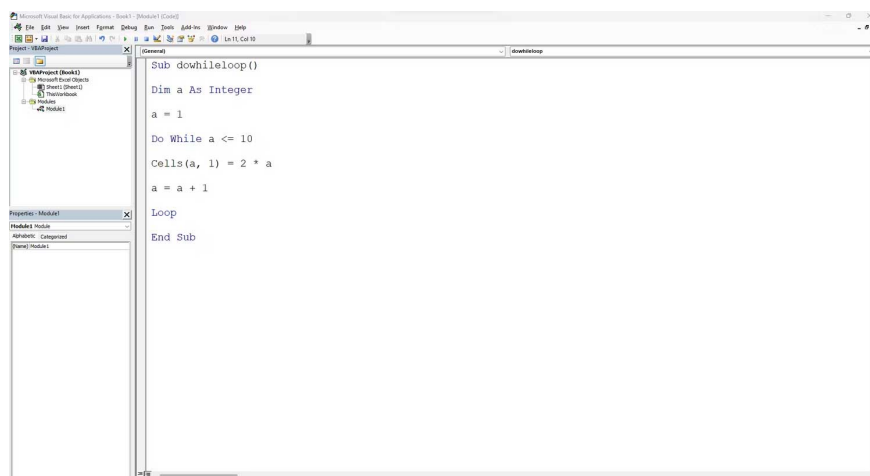 Microsoft Visual Basic for Applications - Book1 - [Module1 (Code)]
File Edit View Insert Format Debug Run Tools Add-Ins Window Help
Ln 11, Col 10
Project - VBAProject
VBAProject (Book1)
Microsoft Excel Objects
Sheet1 (Sheet1)
ThisWorkbook
Modules
Module1
Properties - Module1
Module1 Module
Alphabetic Categorized
(Name) Module1
(General) dowhileloop
Sub dowhileloop()
Dim a As Integer
a = 1
Do While a <= 10
Cells(a, 1) = 2 * a
a = a + 1
Loop
End Sub